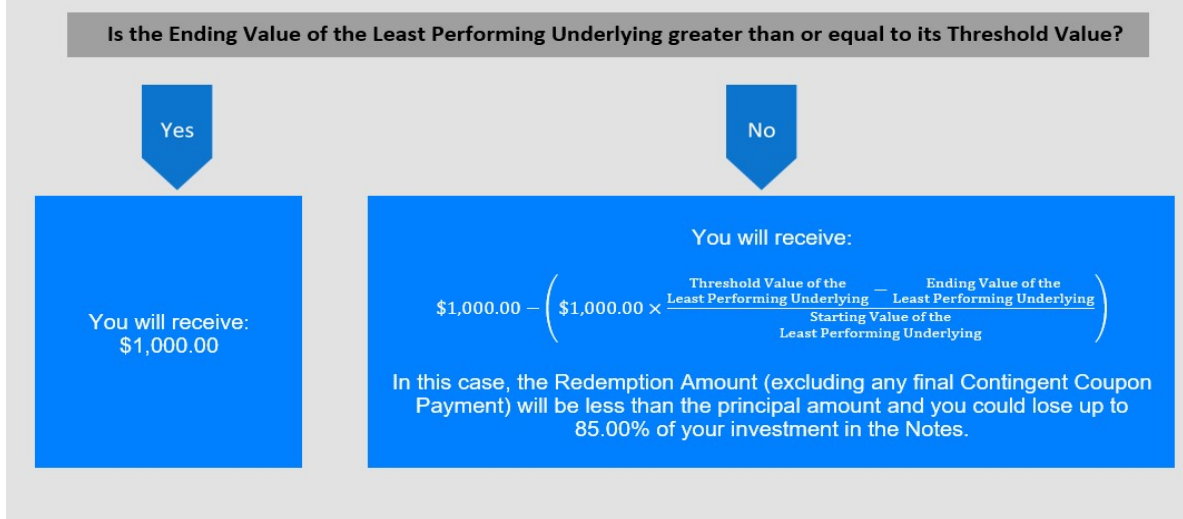 Is the Ending Value of the Least Performing Underlying greater than or equal to its Threshold Value?
Yes
No
You will receive:
$1,000.00
You will receive:
$1,000.00 − ($1,000.00 × (Threshold Value of the Least Performing Underlying − Ending Value of the Least Performing Underlying) / Starting Value of the Least Performing Underlying)
In this case, the Redemption Amount (excluding any final Contingent Coupon
Payment) will be less than the principal amount and you could lose up to
85.00% of your investment in the Notes.